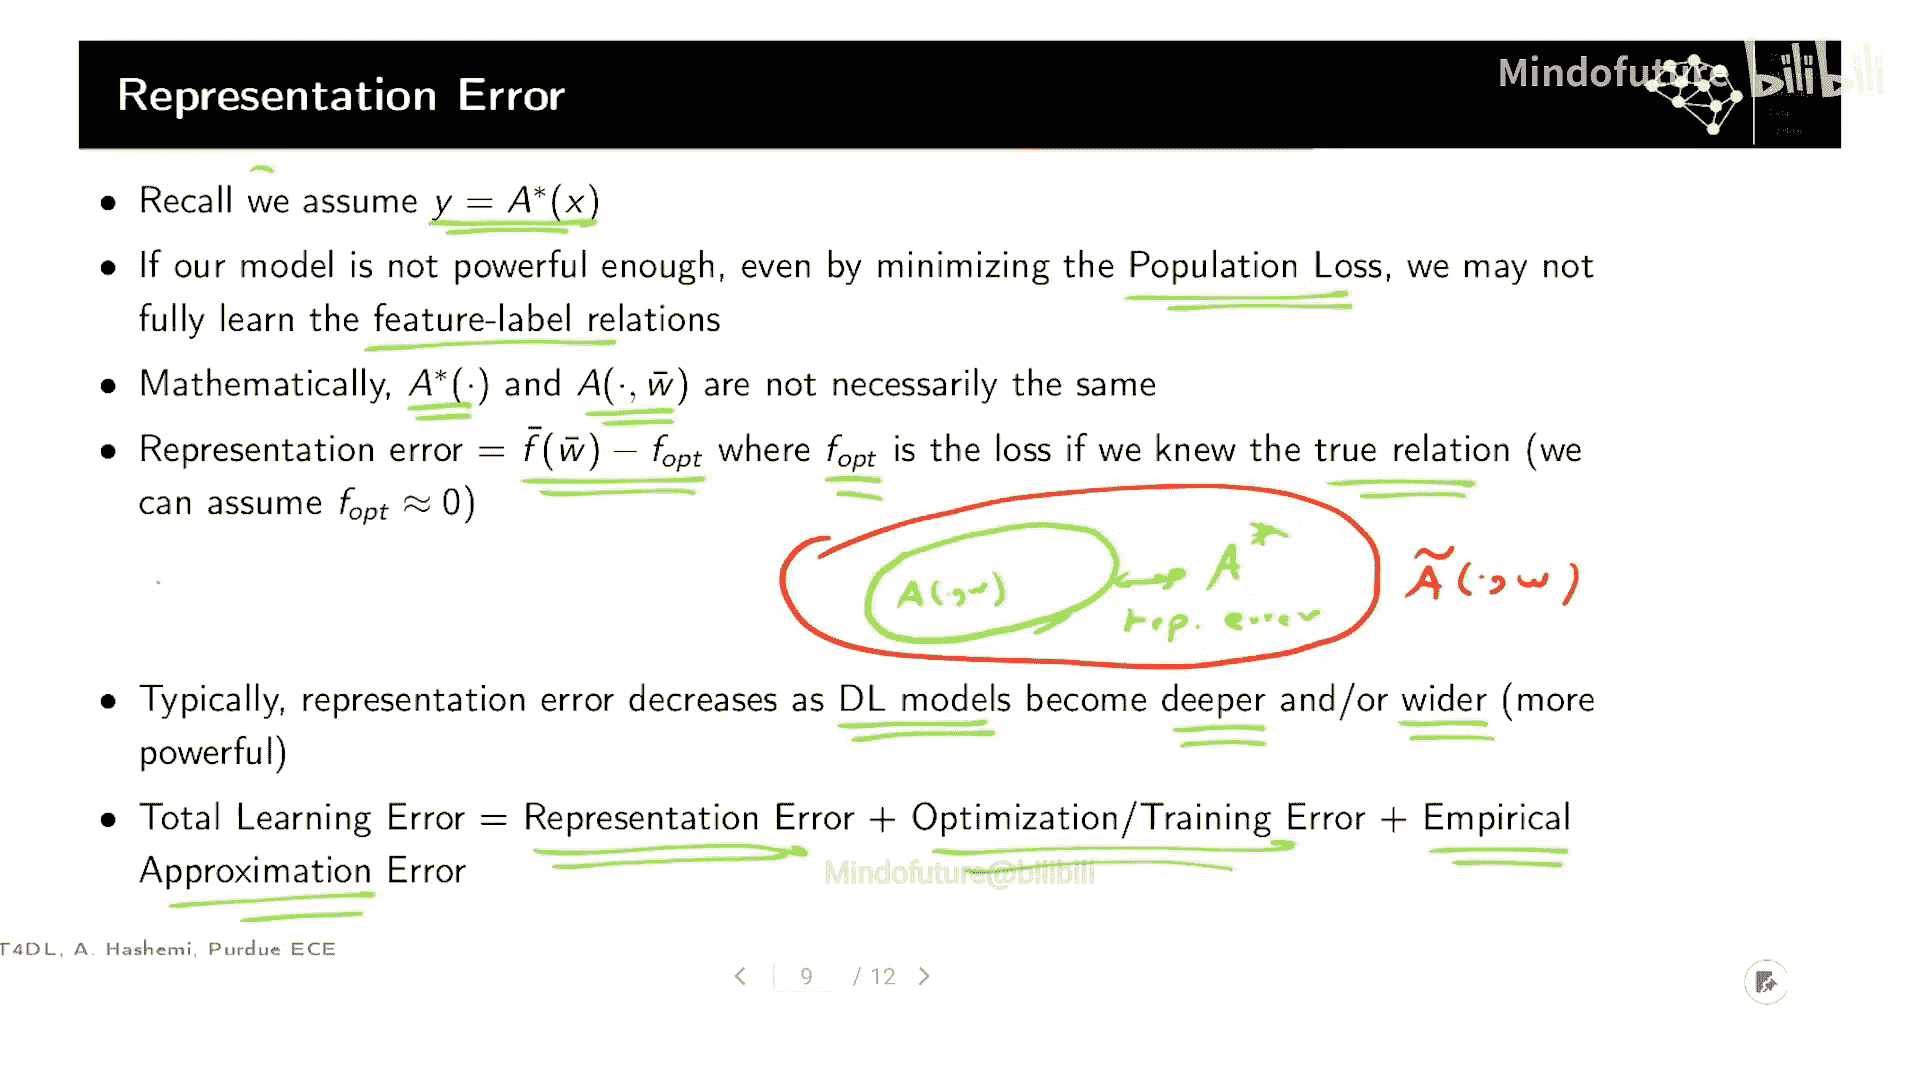 Representation Error
Mindofuture
bilibili
• Recall we assume y = A*(x)
• If our model is not powerful enough, even by minimizing the Population Loss, we may not
fully learn the feature-label relations
• Mathematically, A*(·) and A(·, w̄) are not necessarily the same
• Representation error = f̄(w̄) − f_opt where f_opt is the loss if we knew the true relation (we
can assume f_opt ≈ 0)
A(·,w)
A*
rep. error
Ã(·,w)
• Typically, representation error decreases as DL models become deeper and/or wider (more
powerful)
• Total Learning Error = Representation Error + Optimization/Training Error + Empirical
Approximation Error
Mindofuture@bilibili
T4DL, A. Hashemi, Purdue ECE
< 9 / 12 >